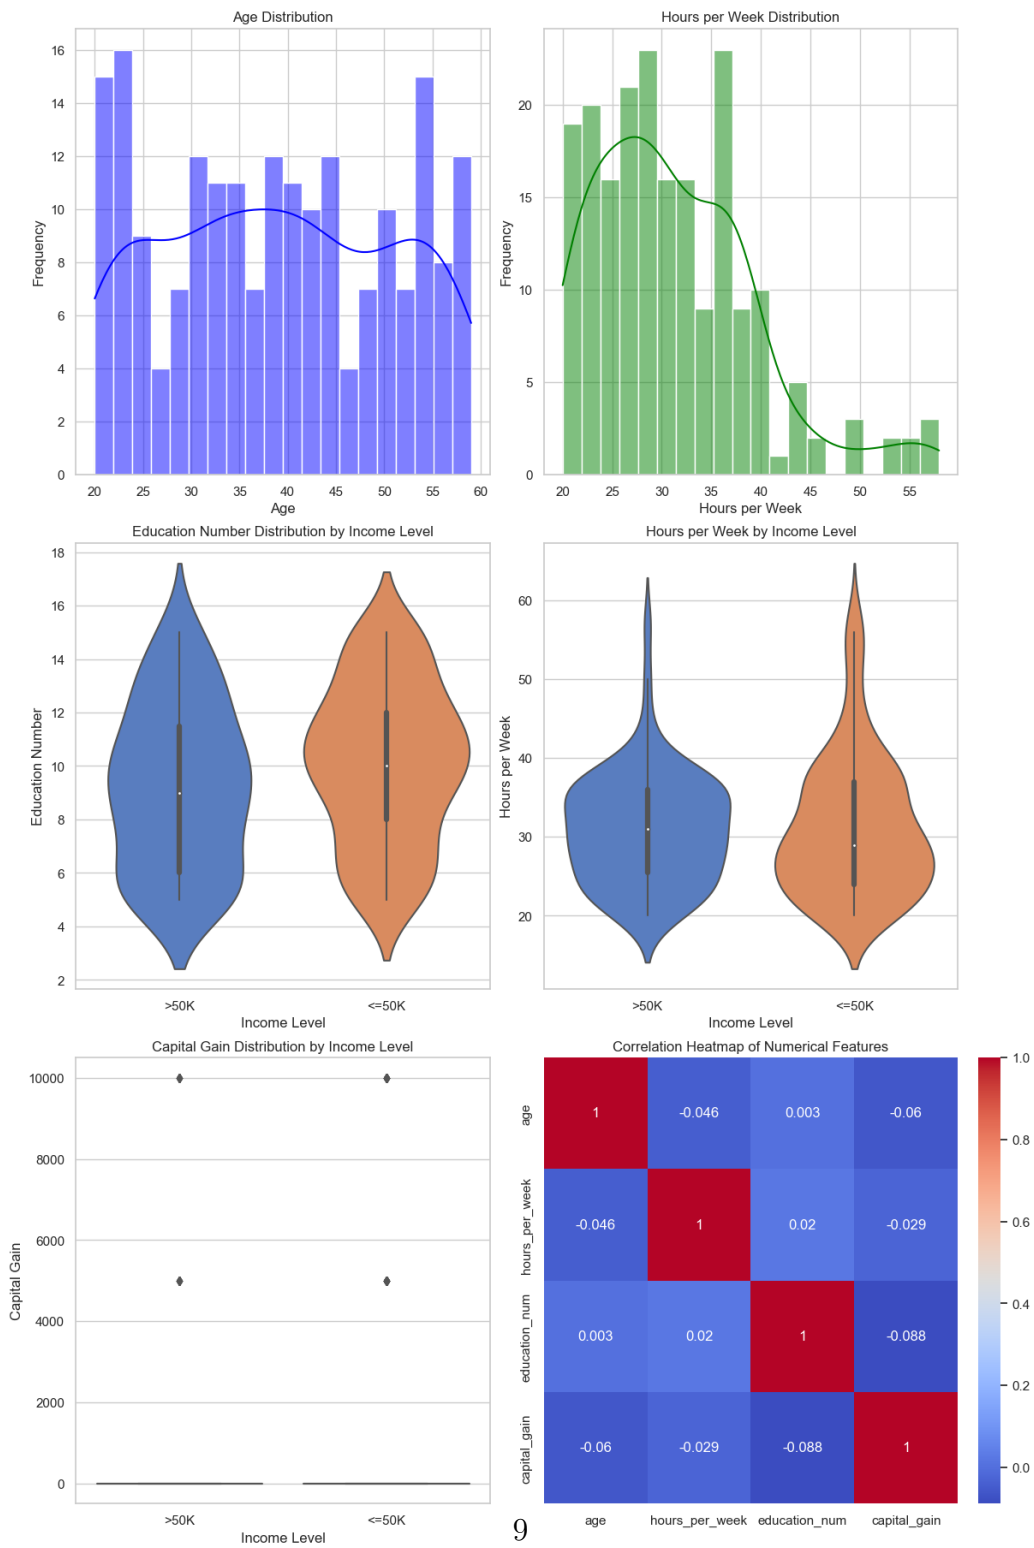 Age Distribution
Frequency
16
14
12
10
8
6
4
2
0
20 25 30 35 40 45 50 55 60
Age
Hours per Week Distribution
Frequency
20
15
10
5
0
20 25 30 35 40 45 50 55
Hours per Week
Education Number Distribution by Income Level
Education Number
18
16
14
12
10
8
6
4
2
>50K <=50K
Income Level
Hours per Week by Income Level
Hours per Week
60
50
40
30
20
>50K <=50K
Income Level
Capital Gain Distribution by Income Level
Capital Gain
10000
8000
6000
4000
2000
0
>50K <=50K
Income Level
Correlation Heatmap of Numerical Features
age 1 -0.046 0.003 -0.06
hours_per_week -0.046 1 0.02 -0.029
education_num 0.003 0.02 1 -0.088
capital_gain -0.06 -0.029 -0.088 1
age hours_per_week education_num capital_gain
1.0
0.8
0.6
0.4
0.2
0.0
9